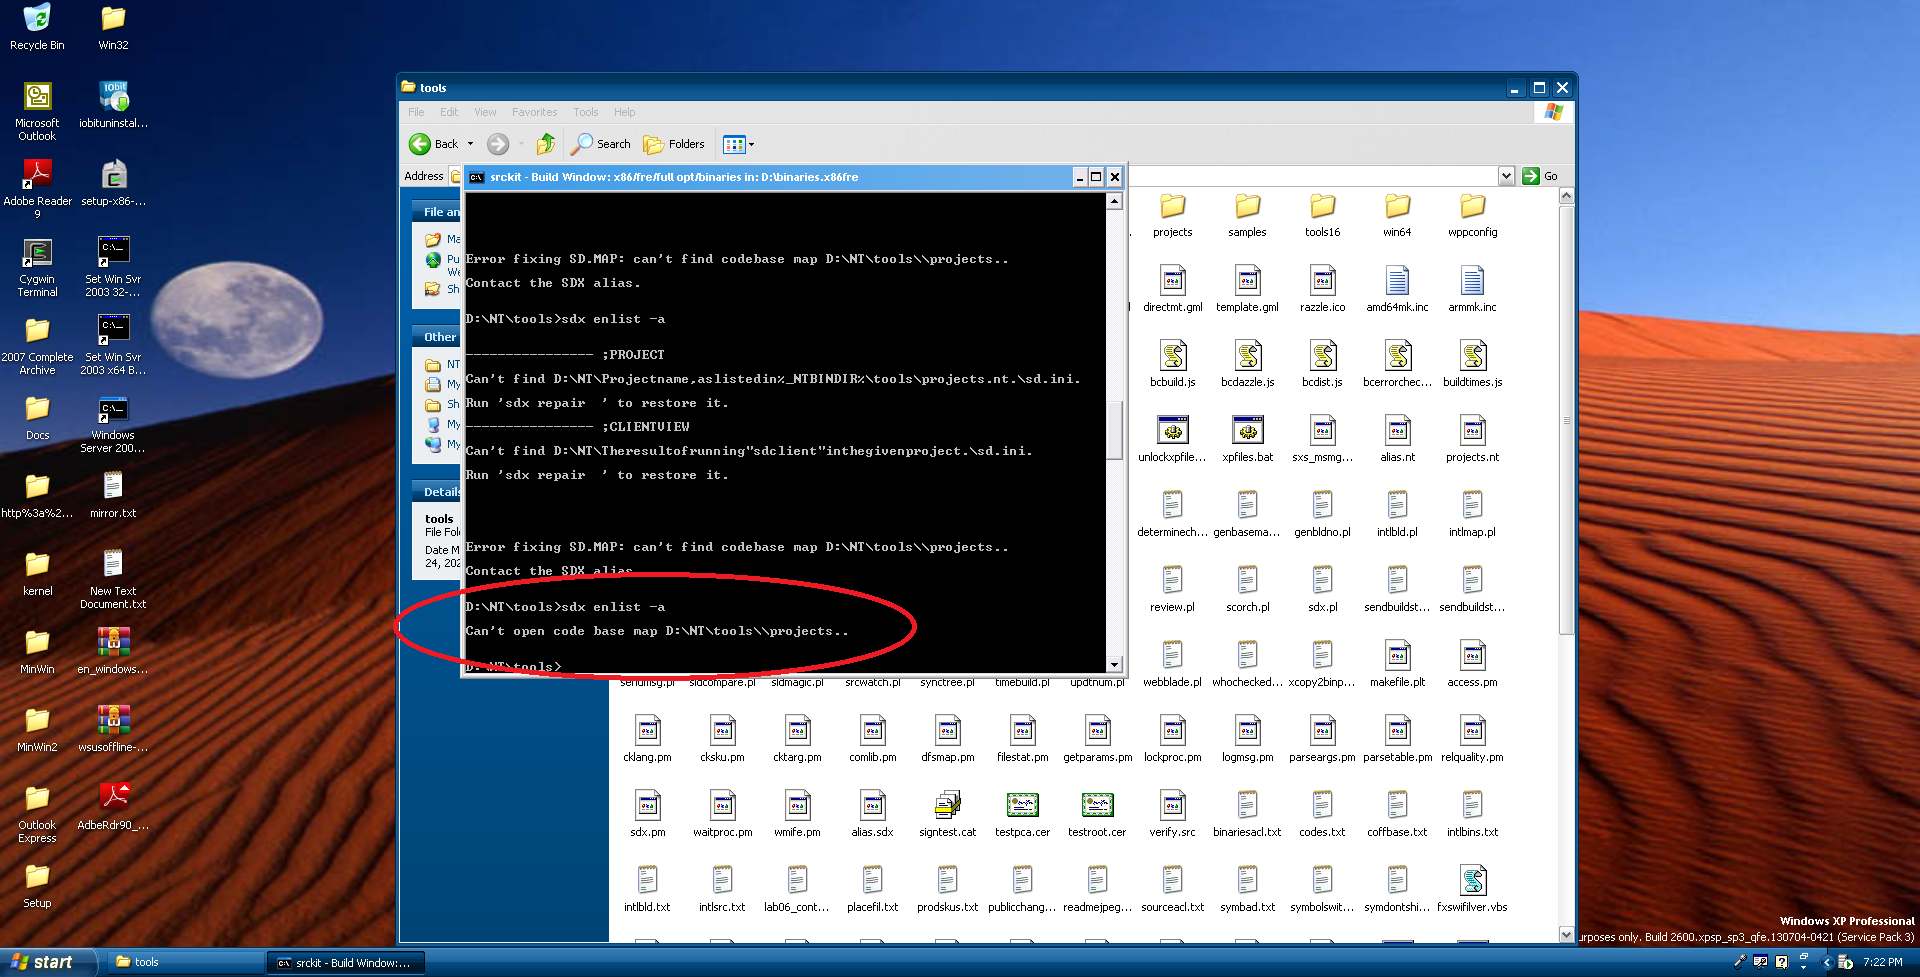 Recycle Bin
Win32
Microsoft
Outlook
iobituninstal...
Adobe Reader
9
setup-x86-...
Cygwin
Terminal
Set Win Svr
2003 32-...
2007 Complete
Archive
Set Win Svr
2003 x64 B...
Docs
Windows
Server 200...
http%3a%2...
mirror.txt
kernel
New Text
Document.txt
MinWin
en_windows...
MinWin2
wsusoffline-...
Outlook
Express
AdbeRdr90_...
Setup
tools
File Edit View Favorites Tools Help
Back Search Folders
Address Go
File an
Ma
Pu
We
Sh
Other
NT
My
Sh
My
My
Details
tools
File Fol
Date M
24, 202
srckit - Build Window: x86/fre/full opt/binaries in: D:\binaries.x86fre
Error fixing SD.MAP: can't find codebase map D:\NT\tools\\projects..
Contact the SDX alias.
D:\NT\tools>sdx enlist -a
---------------- ;PROJECT
Can't find D:\NT\Projectname,aslistedin%_NTBINDIR%\tools\projects.nt.\sd.ini.
Run 'sdx repair  ' to restore it.
---------------- ;CLIENTVIEW
Can't find D:\NT\Theresultofrunning"sdclient"inthegivenproject.\sd.ini.
Run 'sdx repair  ' to restore it.
Error fixing SD.MAP: can't find codebase map D:\NT\tools\\projects..
Contact the SDX alias.
D:\NT\tools>sdx enlist -a
Can't open code base map D:\NT\tools\\projects..
D:\NT\tools>
projects samples tools16 win64 wppconfig
directmt.gml template.gml razzle.ico amd64mk.inc armmk.inc
bcbuild.js bcdazzle.js bcdist.js bcerrorchec... buildtimes.js
unlockxpfile... xpfiles.bat sxs_msmg... alias.nt projects.nt
determinech... genbasema... genbldno.pl intlbld.pl intlmap.pl
review.pl scorch.pl sdx.pl sendbuildst... sendbuildst...
sendmsg.pl sldcompare.pl sldmagic.pl srcwatch.pl synctree.pl timebuild.pl updtnum.pl webblade.pl whochecked... xcopy2binp... makefile.plt access.pm
cklang.pm cksku.pm cktarg.pm comlib.pm dfsmap.pm filestat.pm getparams.pm lockproc.pm logmsg.pm parseargs.pm parsetable.pm relquality.pm
sdx.pm waitproc.pm wmife.pm alias.sdx signtest.cat testpca.cer testroot.cer verify.src binariesacl.txt codes.txt coffbase.txt intlbins.txt
intlbld.txt intlsrc.txt lab06_cont... placefil.txt prodskus.txt publicchang... readmejpeg... sourceacl.txt symbad.txt symbolswit... symdontshi... fxswifilver.vbs
Windows XP Professional
urposes only. Build 2600.xpsp_sp3_qfe.130704-0421 (Service Pack 3)
start
tools
srckit - Build Window:...
7:22 PM